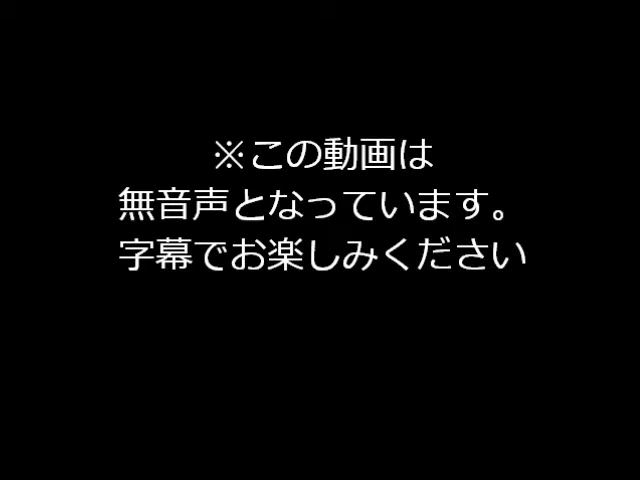 ※この動画は
無音声となっています。
字幕でお楽しみください